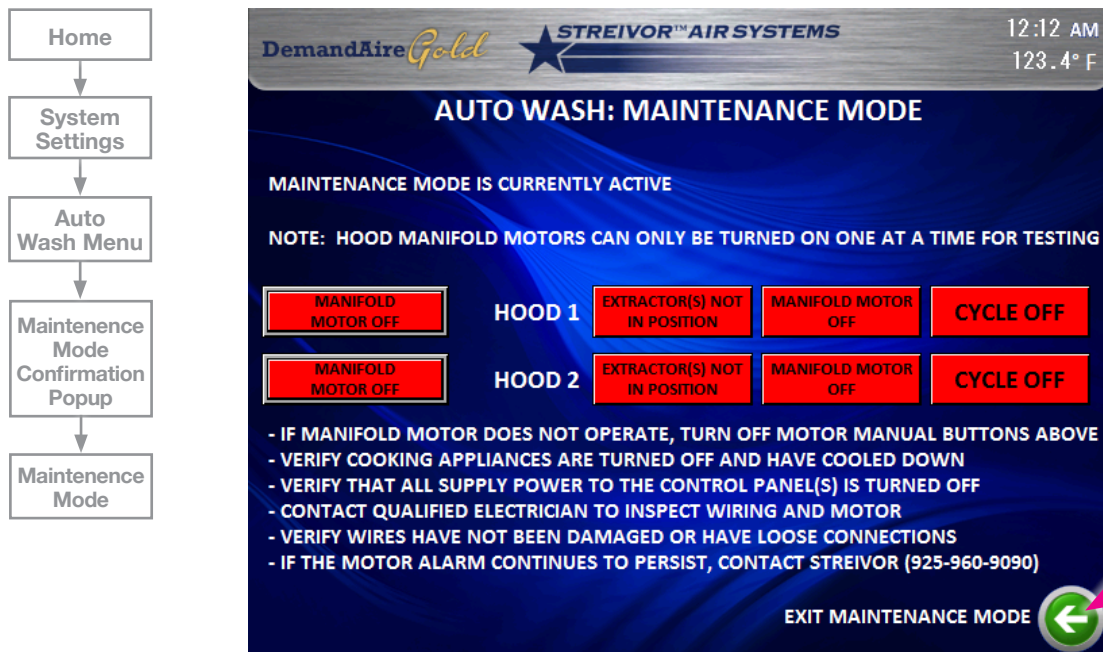 Home
System
Settings
Auto
Wash Menu
Maintenence
Mode
Confirmation
Popup
Maintenence
Mode
DemandAire Gold
STREIVOR™ AIR SYSTEMS
12:12 AM
123.4° F
AUTO WASH: MAINTENANCE MODE
MAINTENANCE MODE IS CURRENTLY ACTIVE
NOTE: HOOD MANIFOLD MOTORS CAN ONLY BE TURNED ON ONE AT A TIME FOR TESTING
MANIFOLD
MOTOR OFF
HOOD 1
EXTRACTOR(S) NOT
IN POSITION
MANIFOLD MOTOR
OFF
CYCLE OFF
MANIFOLD
MOTOR OFF
HOOD 2
EXTRACTOR(S) NOT
IN POSITION
MANIFOLD MOTOR
OFF
CYCLE OFF
- IF MANIFOLD MOTOR DOES NOT OPERATE, TURN OFF MOTOR MANUAL BUTTONS ABOVE
- VERIFY COOKING APPLIANCES ARE TURNED OFF AND HAVE COOLED DOWN
- VERIFY THAT ALL SUPPLY POWER TO THE CONTROL PANEL(S) IS TURNED OFF
- CONTACT QUALIFIED ELECTRICIAN TO INSPECT WIRING AND MOTOR
- VERIFY WIRES HAVE NOT BEEN DAMAGED OR HAVE LOOSE CONNECTIONS
- IF THE MOTOR ALARM CONTINUES TO PERSIST, CONTACT STREIVOR (925-960-9090)
EXIT MAINTENANCE MODE